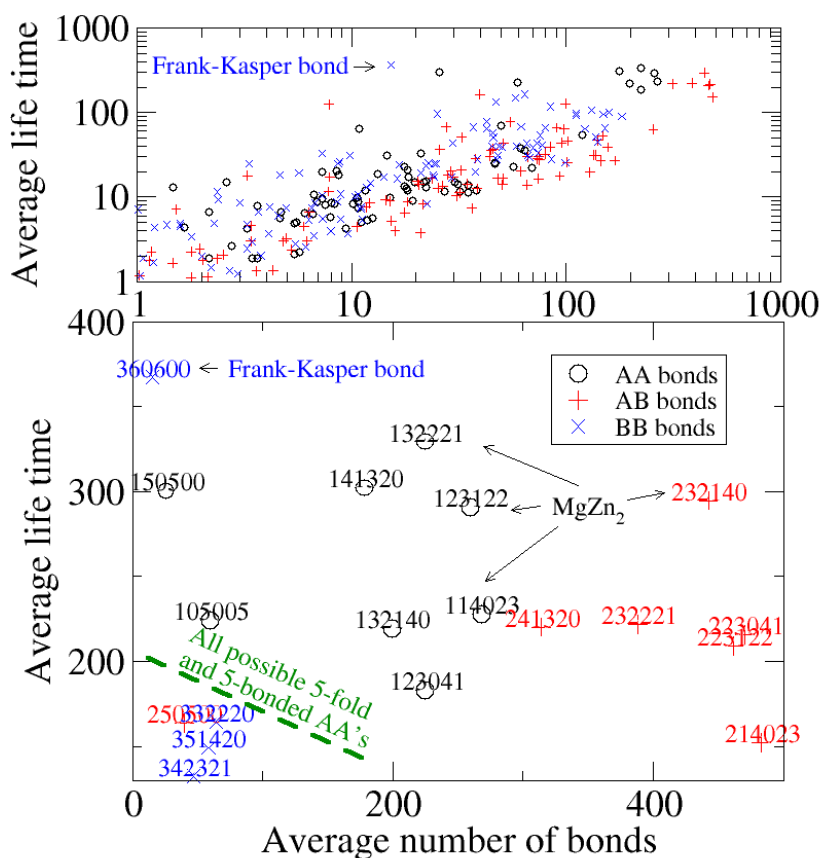 1000
100
10
1
Average life time
Frank-Kasper bond
1 10 100 1000
400
300
200
Average life time
360600 Frank-Kasper bond
AA bonds
AB bonds
BB bonds
132221
150500 141320 123122 232140
MgZn2
105005 132140 114023 241320 232221 223041
223122
123041
All possible 5-fold
and 5-bonded AA's
250500 332220
351420
342321
214023
0 200 400
Average number of bonds